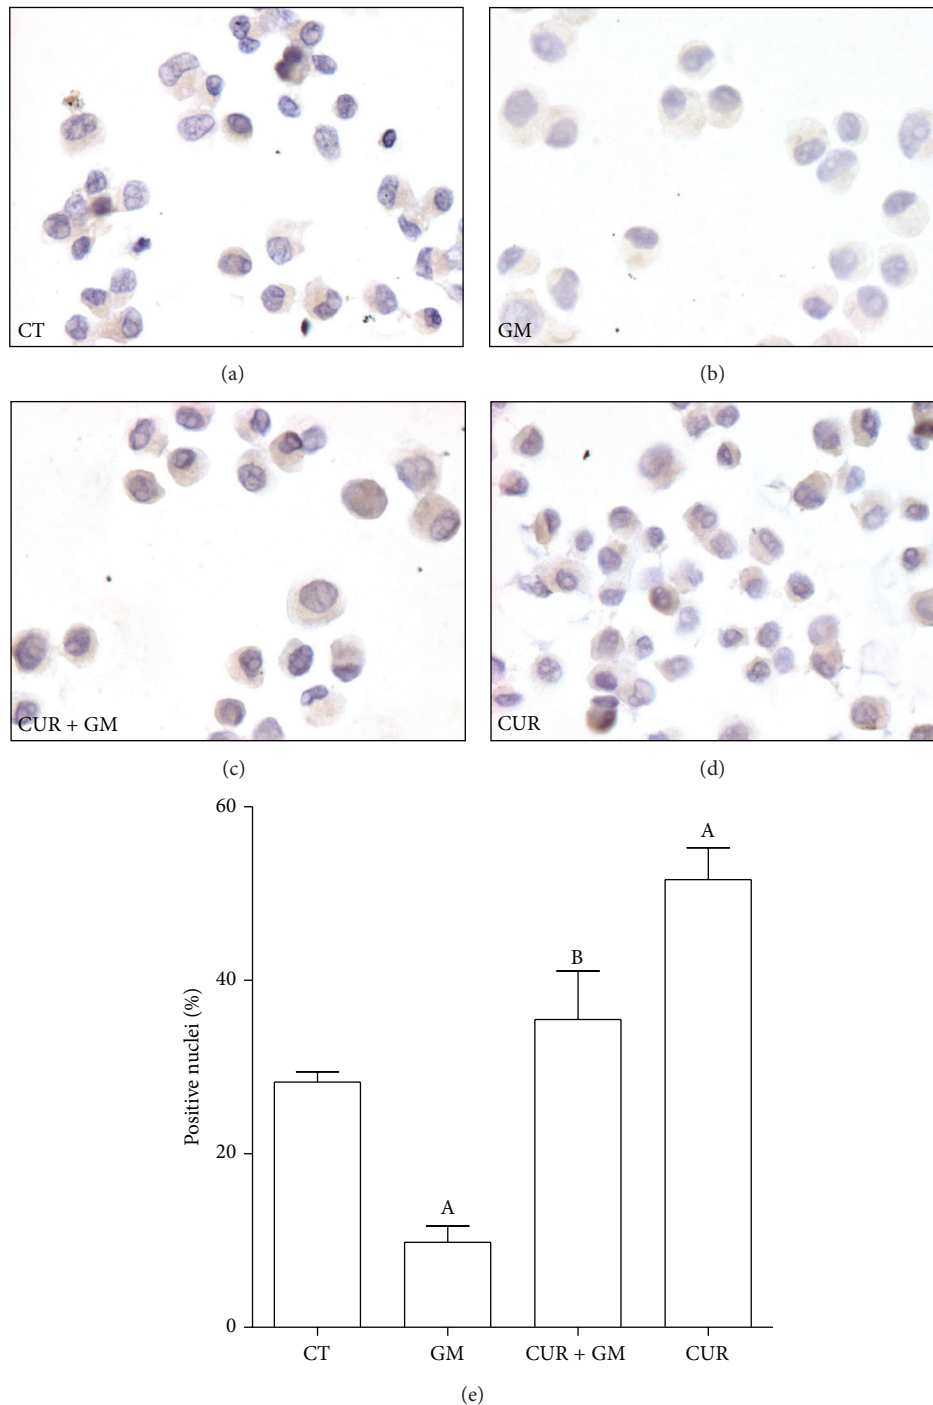 CT
GM
(a)
(b)
CUR + GM
CUR
(c)
(d)
60
40
20
0
Positive nuclei (%)
A
B
A
CT
GM
CUR + GM
CUR
(e)